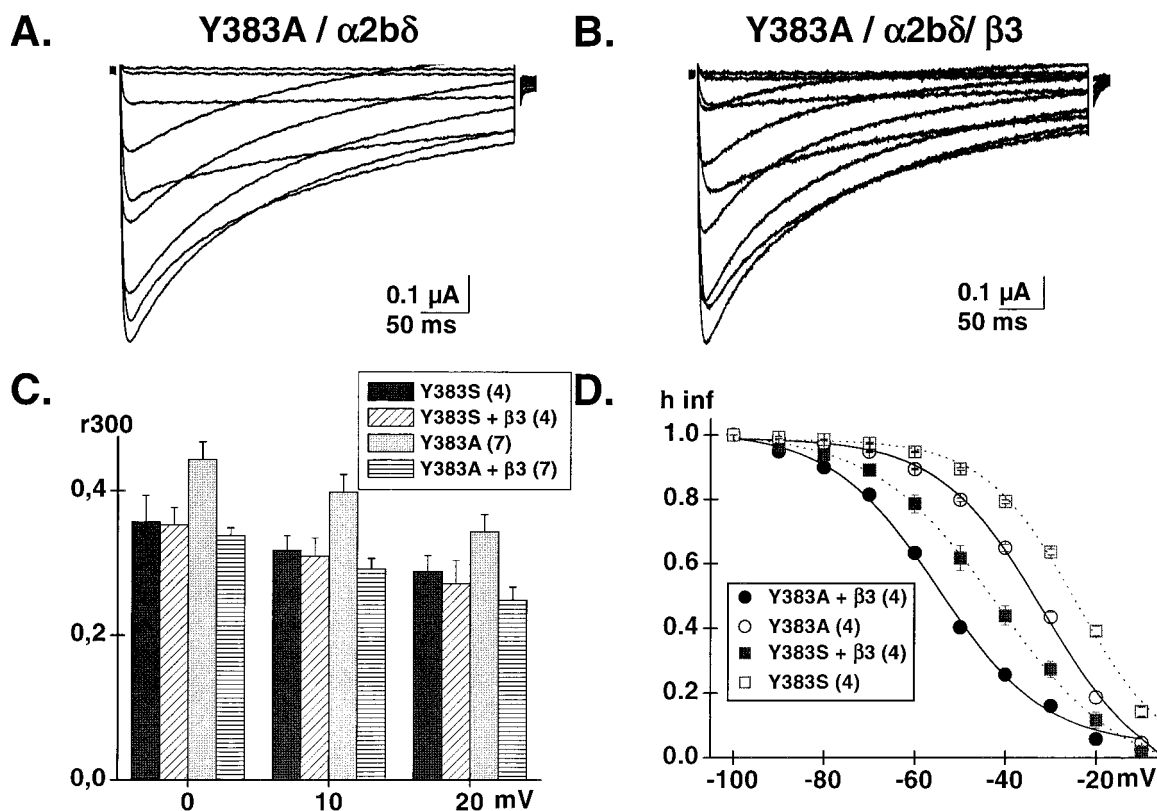 A.
Y383A / α2bδ
B.
Y383A / α2bδ/ β3
0.1 µA
50 ms
0.1 µA
50 ms
C.
r300
0,4
0,2
0,0
0
10
20
mV
Y383S (4)
Y383S + β3 (4)
Y383A (7)
Y383A + β3 (7)
D.
h inf
1.0
0.8
0.6
0.4
0.2
0.0
-100
-80
-60
-40
-20
mV
Y383A + β3 (4)
Y383A (4)
Y383S + β3 (4)
Y383S (4)